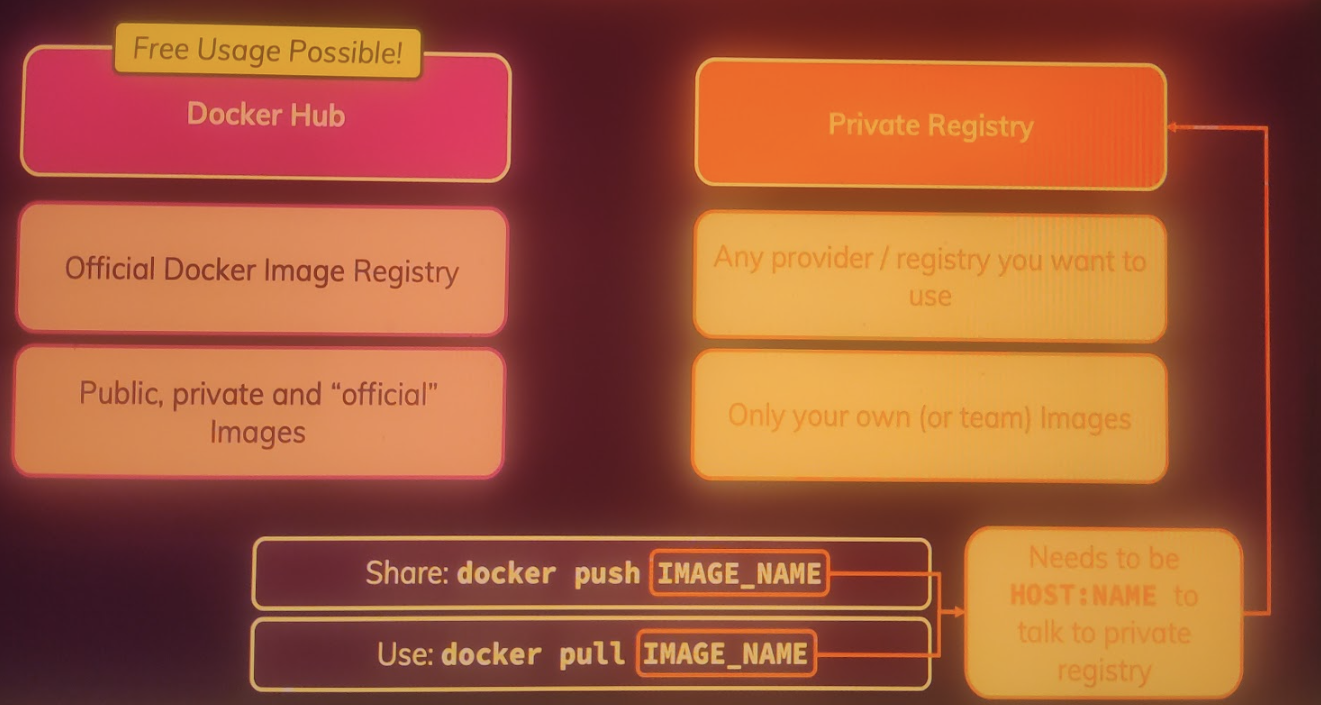 Free Usage Possible!
Docker Hub
Official Docker Image Registry
Public, private and “official”
Images
Private Registry
Any provider / registry you want to
use
Only your own (or team) Images
Share: docker push IMAGE_NAME
Use: docker pull IMAGE_NAME
Needs to be
HOST:NAME to
talk to private
registry